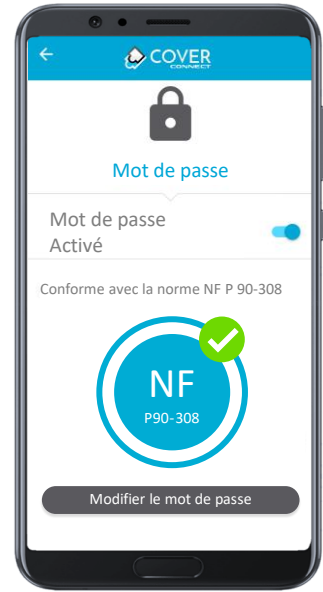 COVER
CONNECT
Mot de passe
Mot de passe
Activé
Conforme avec la norme NF P 90-308
NF
P90-308
Modifier le mot de passe